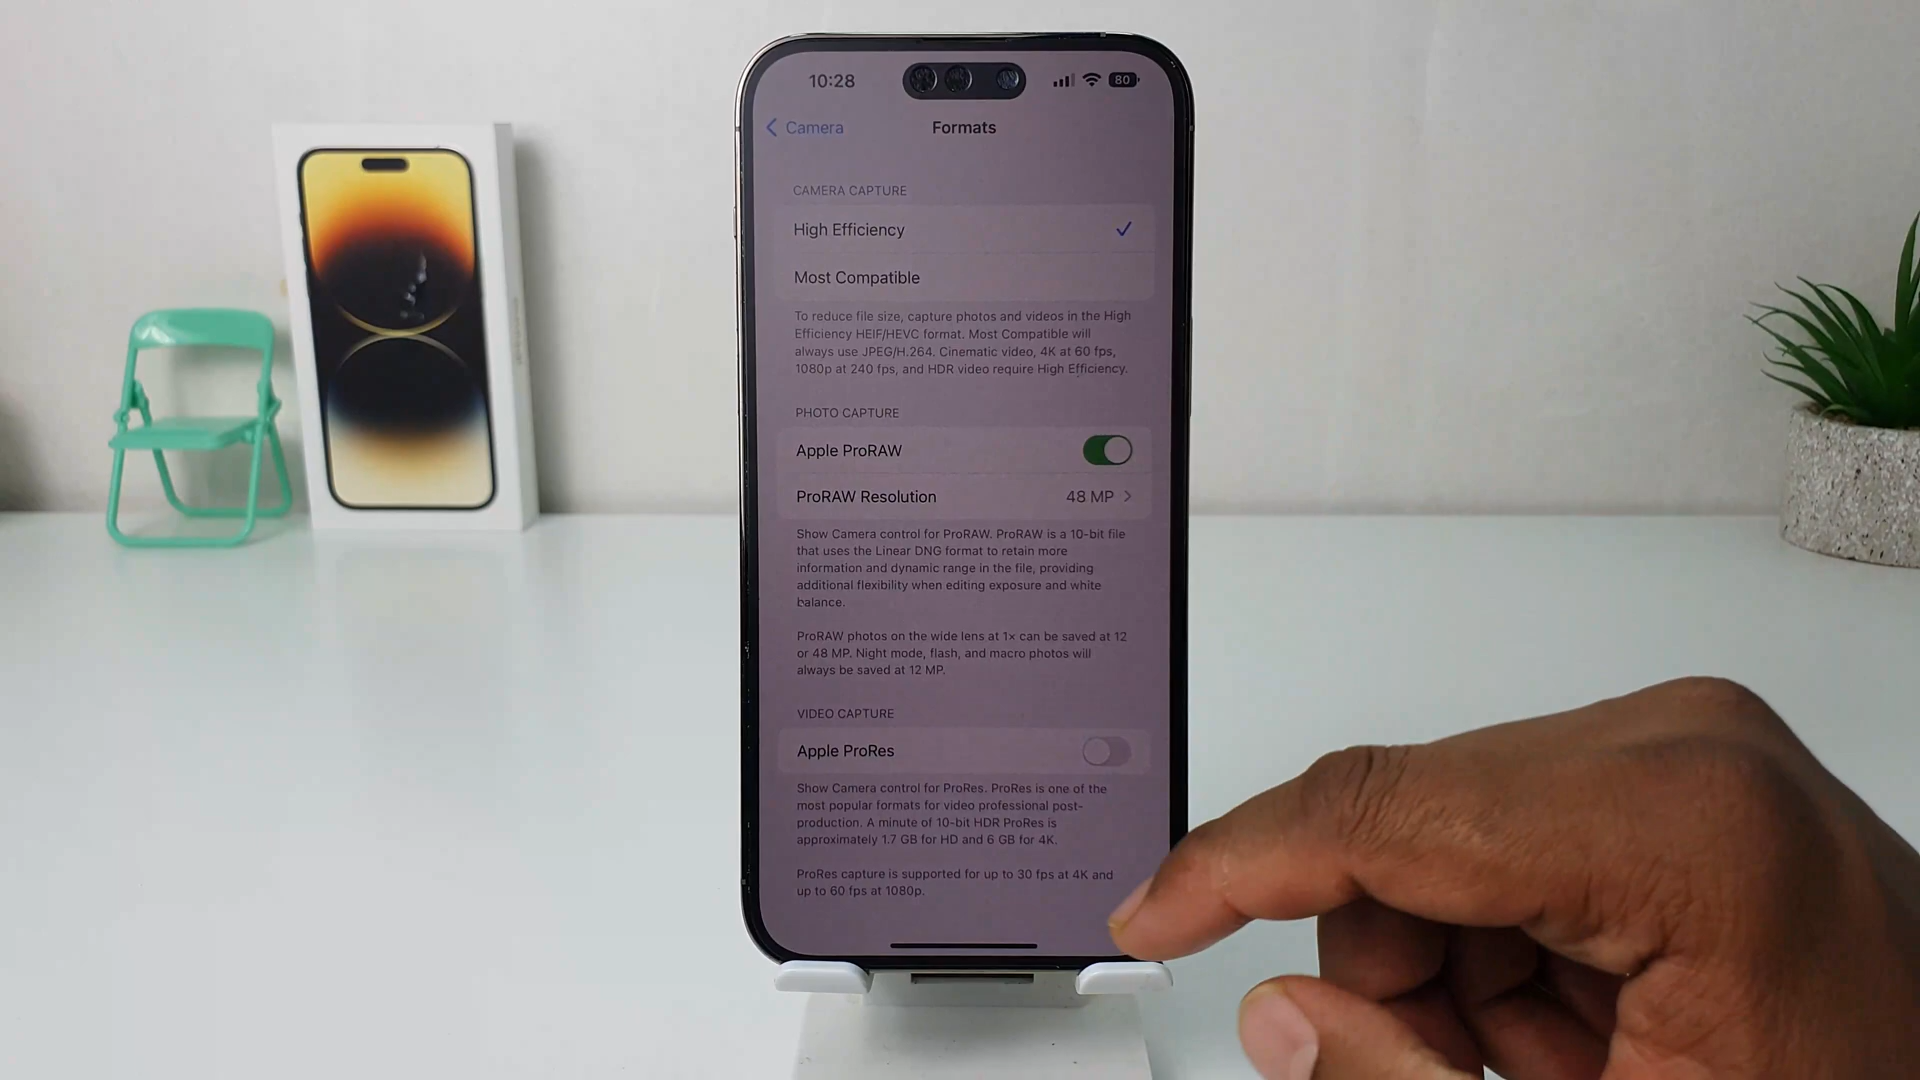 10:28
80
Camera
Formats
CAMERA CAPTURE
High Efficiency
Most Compatible
To reduce file size, capture photos and videos in the High
Efficiency HEIF/HEVC format. Most Compatible will
always use JPEG/H.264. Cinematic video, 4K at 60 fps,
1080p at 240 fps, and HDR video require High Efficiency.
PHOTO CAPTURE
Apple ProRAW
ProRAW Resolution 48 MP
Show Camera control for ProRAW. ProRAW is a 10-bit file
that uses the Linear DNG format to retain more
information and dynamic range in the file, providing
additional flexibility when editing exposure and white
balance.
ProRAW photos on the wide lens at 1x can be saved at 12
or 48 MP. Night mode, flash, and macro photos will
always be saved at 12 MP.
VIDEO CAPTURE
Apple ProRes
Show Camera control for ProRes. ProRes is one of the
most popular formats for video professional post-
production. A minute of 10-bit HDR ProRes is
approximately 1.7 GB for HD and 6 GB for 4K.
ProRes capture is supported for up to 30 fps at 4K and
up to 60 fps at 1080p.